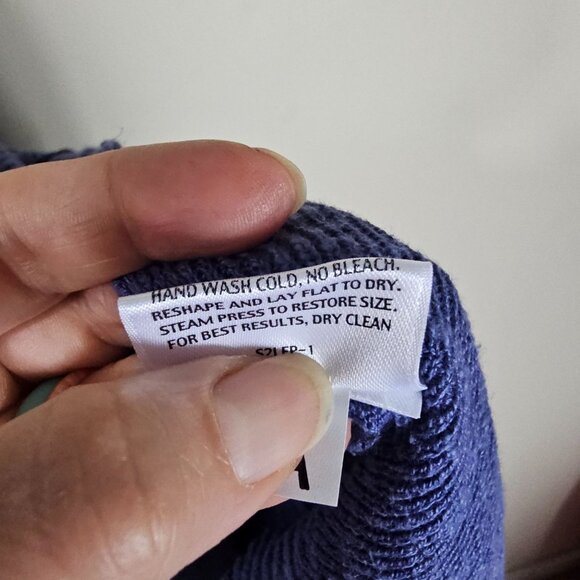 HAND WASH COLD, NO BLEACH.
RESHAPE AND LAY FLAT TO DRY.
STEAM PRESS TO RESTORE SIZE.
FOR BEST RESULTS, DRY CLEAN